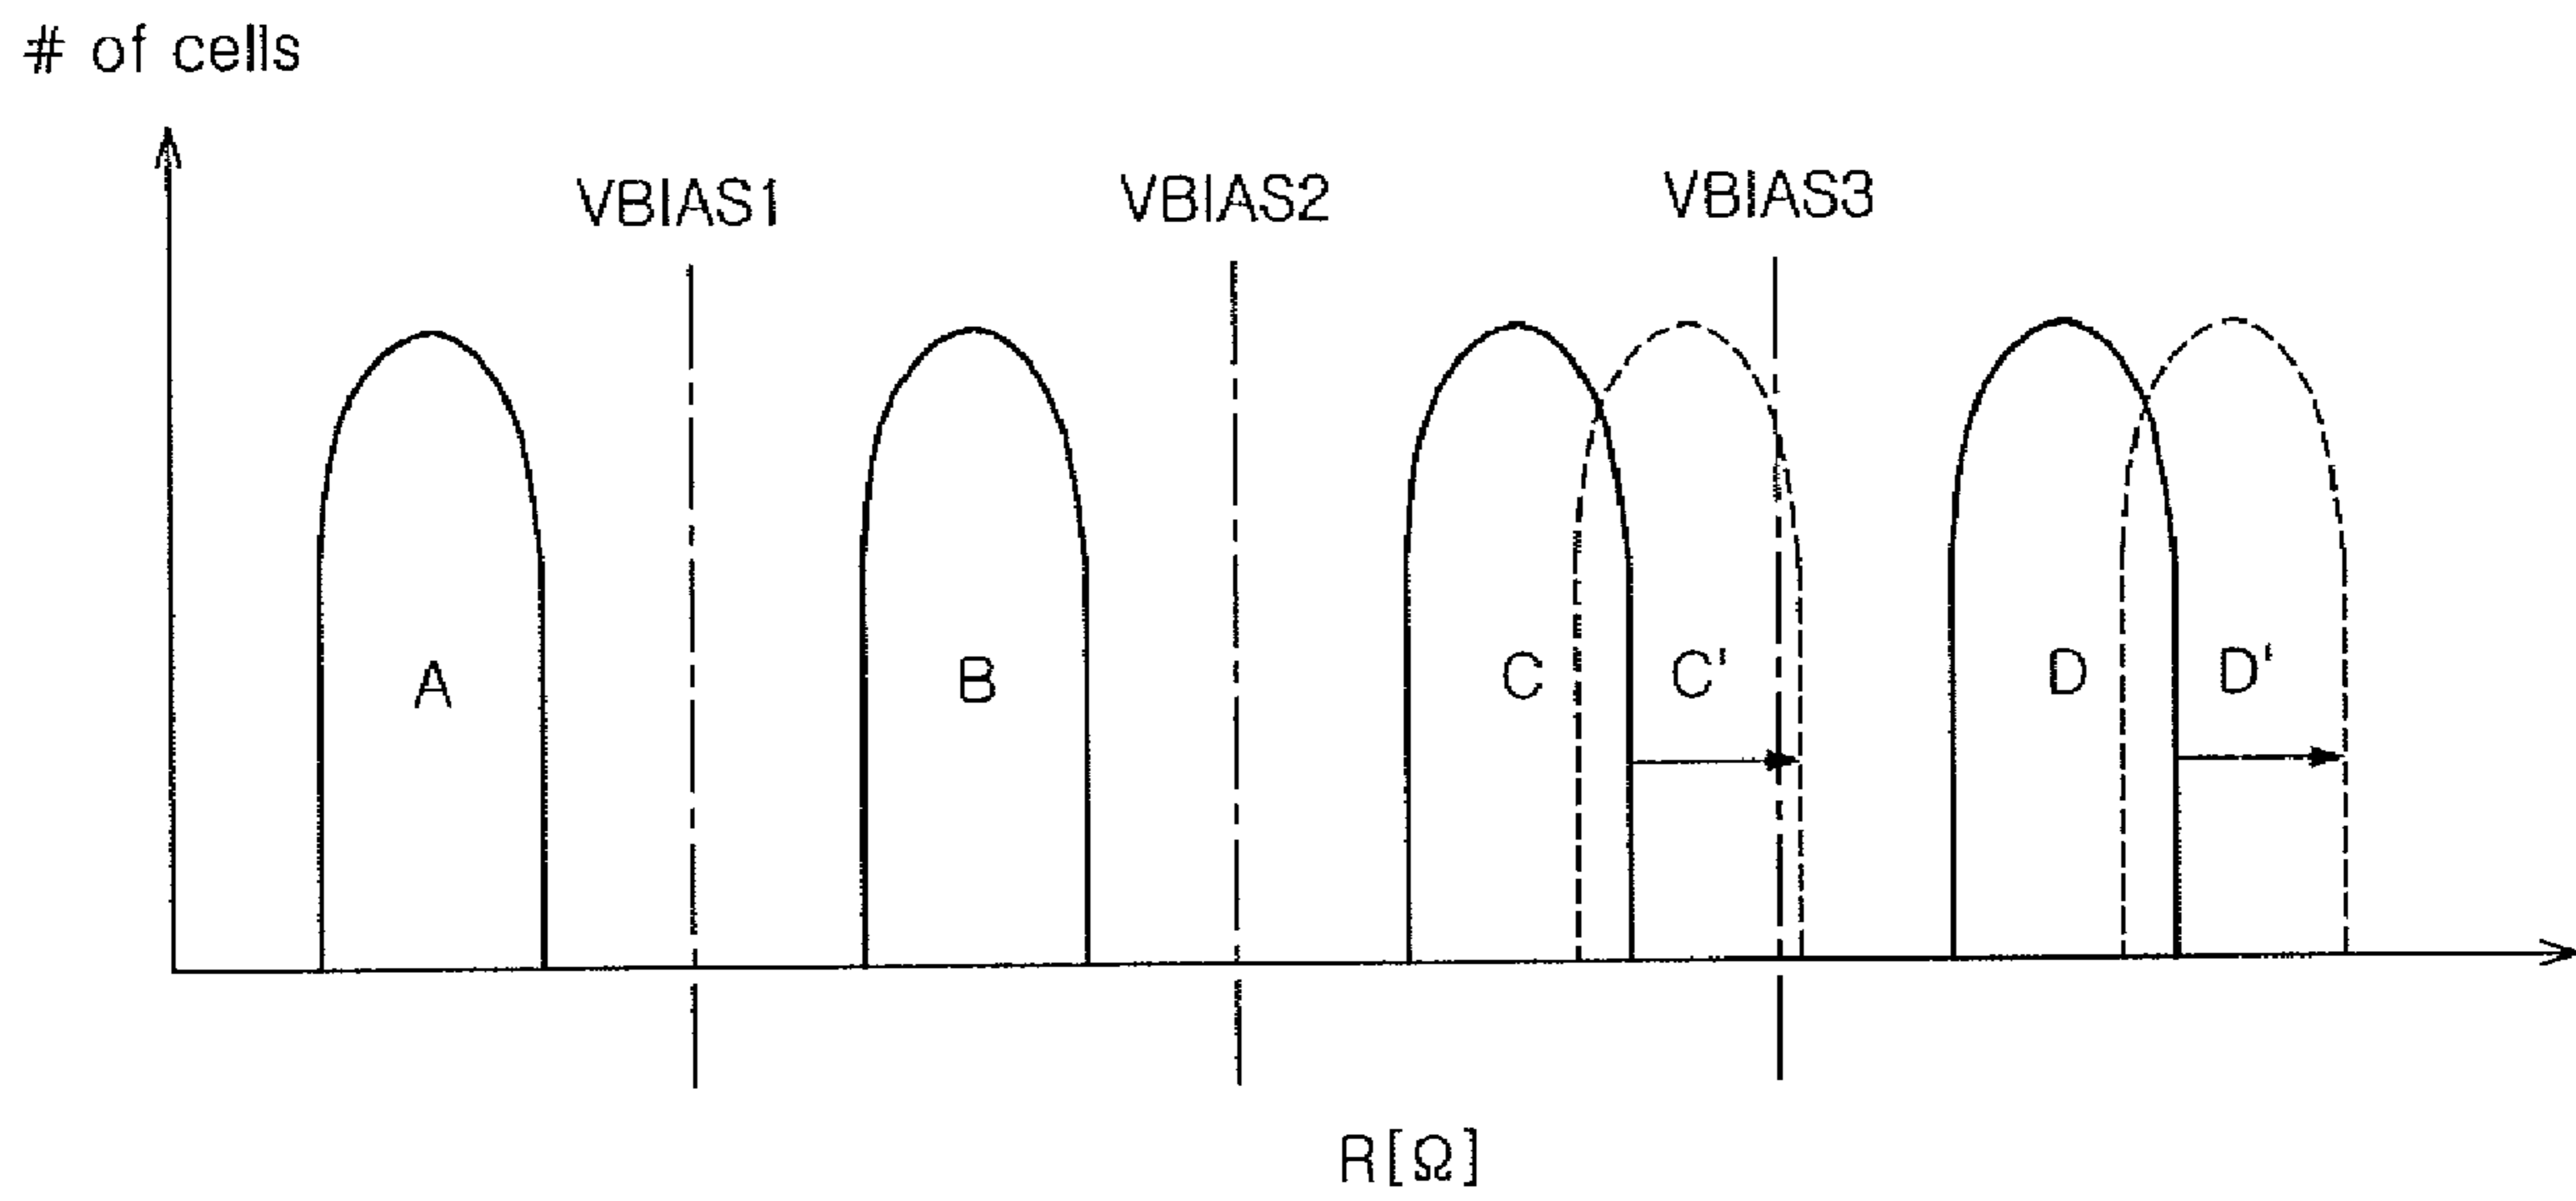 # of cells
VBIAS1 VBIAS2 VBIAS3
A B C C' D D'
R[Ω]